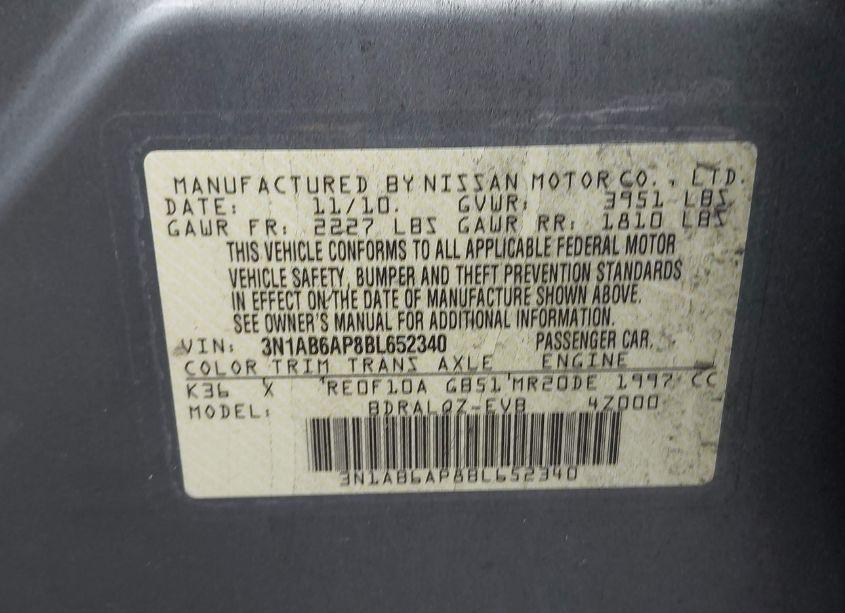 MANUFACTURED BY NISSAN MOTOR CO., LTD.
DATE: 11/10. GVWR: 3951 LBS
GAWR FR: 2227 LBS GAWR RR: 1810 LBS
THIS VEHICLE CONFORMS TO ALL APPLICABLE FEDERAL MOTOR
VEHICLE SAFETY, BUMPER AND THEFT PREVENTION STANDARDS
IN EFFECT ON THE DATE OF MANUFACTURE SHOWN ABOVE.
SEE OWNER'S MANUAL FOR ADDITIONAL INFORMATION.
VIN: 3N1AB6AP8BL652340 PASSENGER CAR.
COLOR TRIM TRANS AXLE ENGINE
K36 X RE0F10A GB51 MR20DE 1997 CC
MODEL: BDRALQZ-EVB 4Z000
3N1AB6AP8BL652340